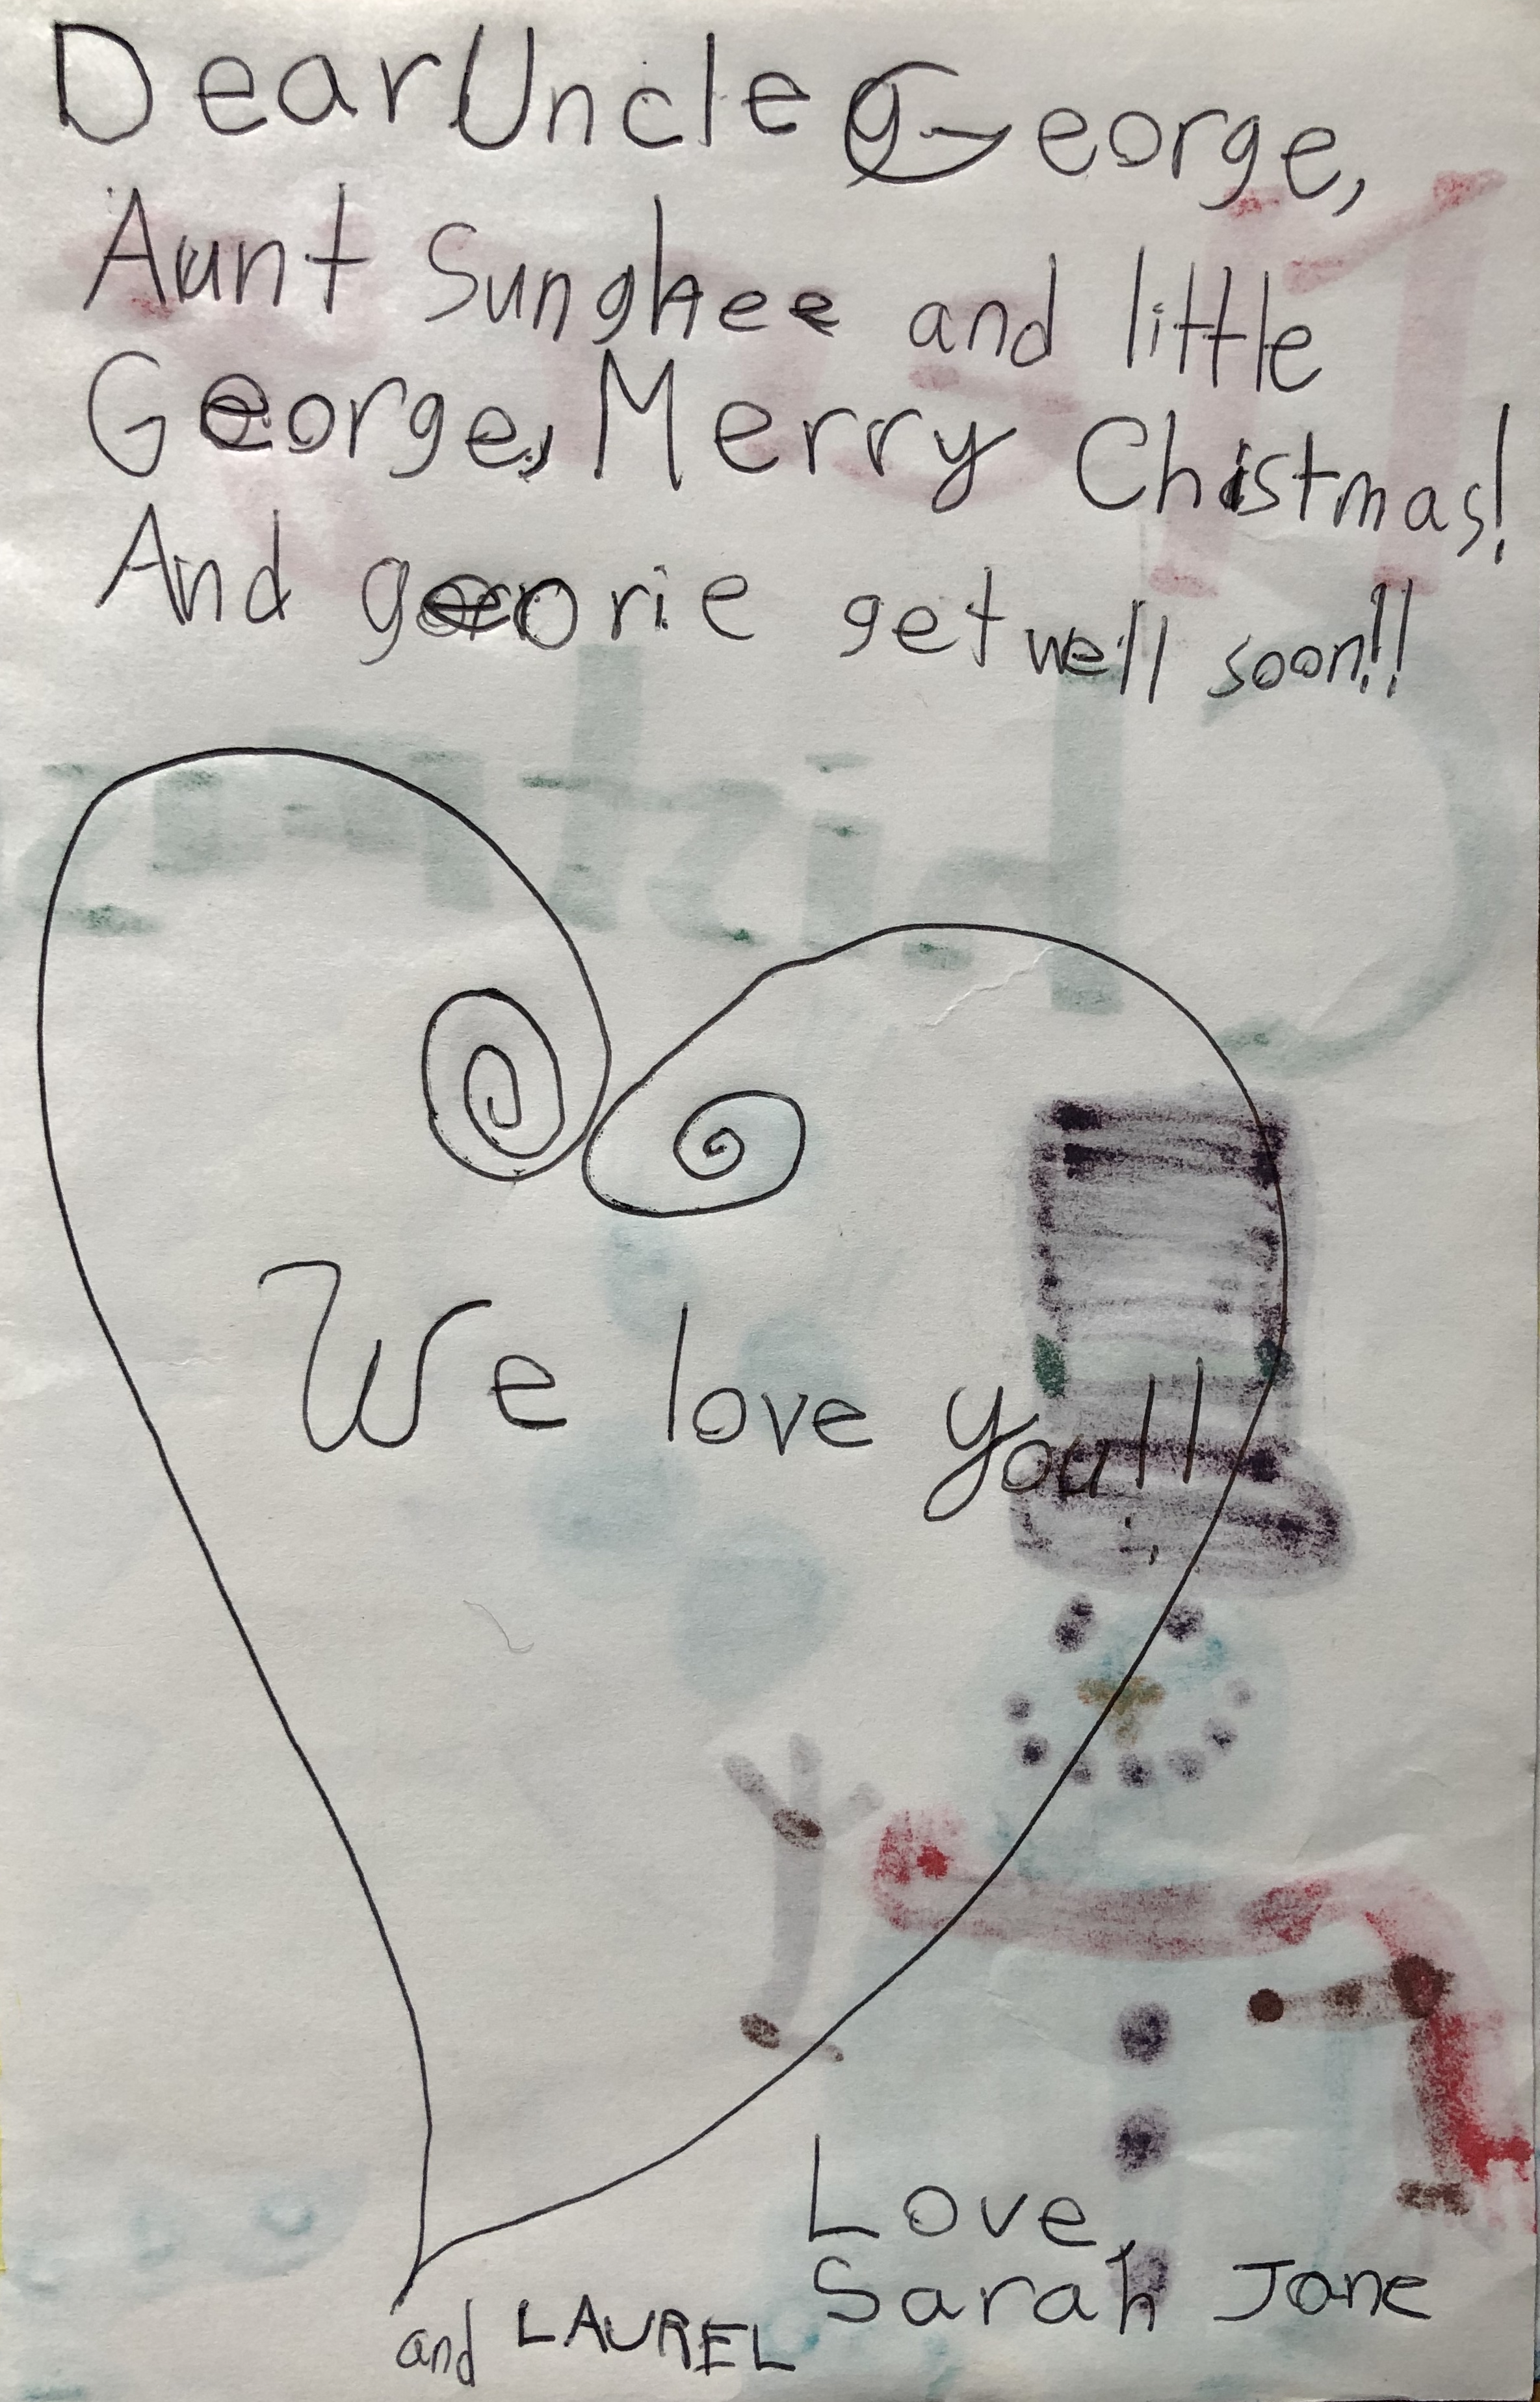 Dear Uncle George,
Aunt Sunghee and little
George, Merry Chistmas!
And georie get well soon!!
We love you!!
Love,
Sarah Jane
and LAUREL